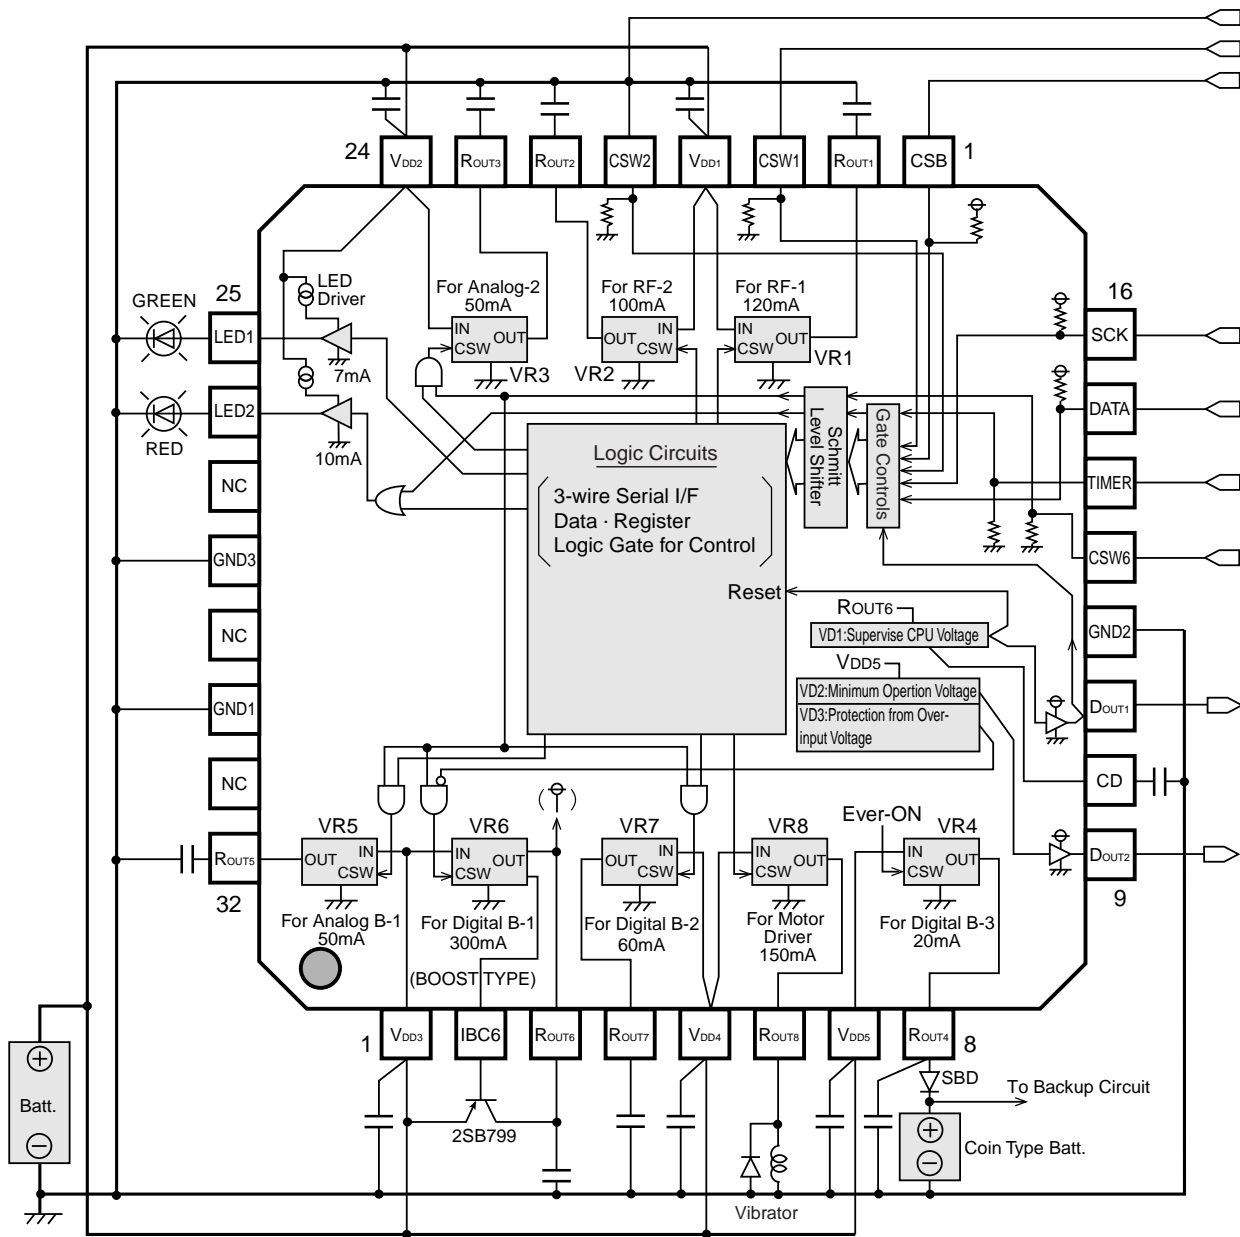 24
VDD2
ROUT3
ROUT2
CSW2
VDD1
CSW1
ROUT1
CSB
1
25
GREEN
LED1
LED
Driver
7mA
For Analog-2
50mA
IN
CSW
OUT
VR3
For RF-2
100mA
OUT
IN
CSW
VR2
For RF-1
120mA
IN
CSW
OUT
VR1
16
SCK
LED2
RED
10mA
DATA
Schmitt
Level Shifter
Gate Controls
NC
Logic Circuits
3-wire Serial I/F
Data · Register
Logic Gate for Control
TIMER
GND3
CSW6
Reset
NC
ROUT6
VD1:Supervise CPU Voltage
GND2
VDD5
VD2:Minimum Opertion Voltage
VD3:Protection from Over-
input Voltage
GND1
DOUT1
NC
CD
ROUT5
32
VR5
OUT
IN
CSW
For Analog B-1
50mA
VR6
IN
CSW
OUT
For Digital B-1
300mA
(BOOST TYPE)
( )
VR7
OUT
IN
CSW
For Digital B-2
60mA
VR8
IN
CSW
OUT
For Motor
Driver
150mA
Ever-ON
VR4
IN
CSW
OUT
For Digital B-3
20mA
DOUT2
9
1
VDD3
IBC6
ROUT6
ROUT7
VDD4
ROUT8
VDD5
ROUT4
8
Batt.
2SB799
Vibrator
SBD
To Backup Circuit
Coin Type Batt.